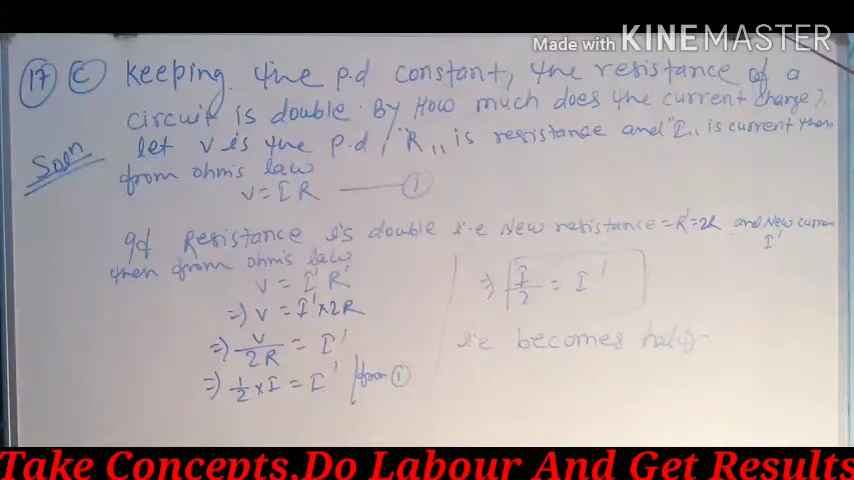 Made with KINEMASTER
17 C Keeping the p.d constant, the resistance of a
circuit is double. By How much does the current change?
Soln let V is the p.d, "R,, is resistance and "I,, is current then
from ohm's law
V = I R —— 1
If Resistance is double i.e New resistance = R' = 2R and New current
I'
then from ohm's law
V = I' R'
=) V = I' × 2R
=) V/2R = I'
=) 1/2 × I = I' from 1
=) I/2 = I'
i.e becomes half
Take Concepts,Do Labour And Get Results